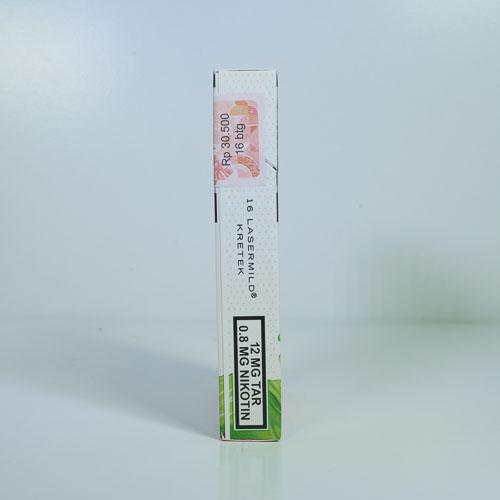 Rp 30.500
16 btg
16 LASERMILD®
KRETEK
12 MG TAR
0.8 MG NIKOTIN